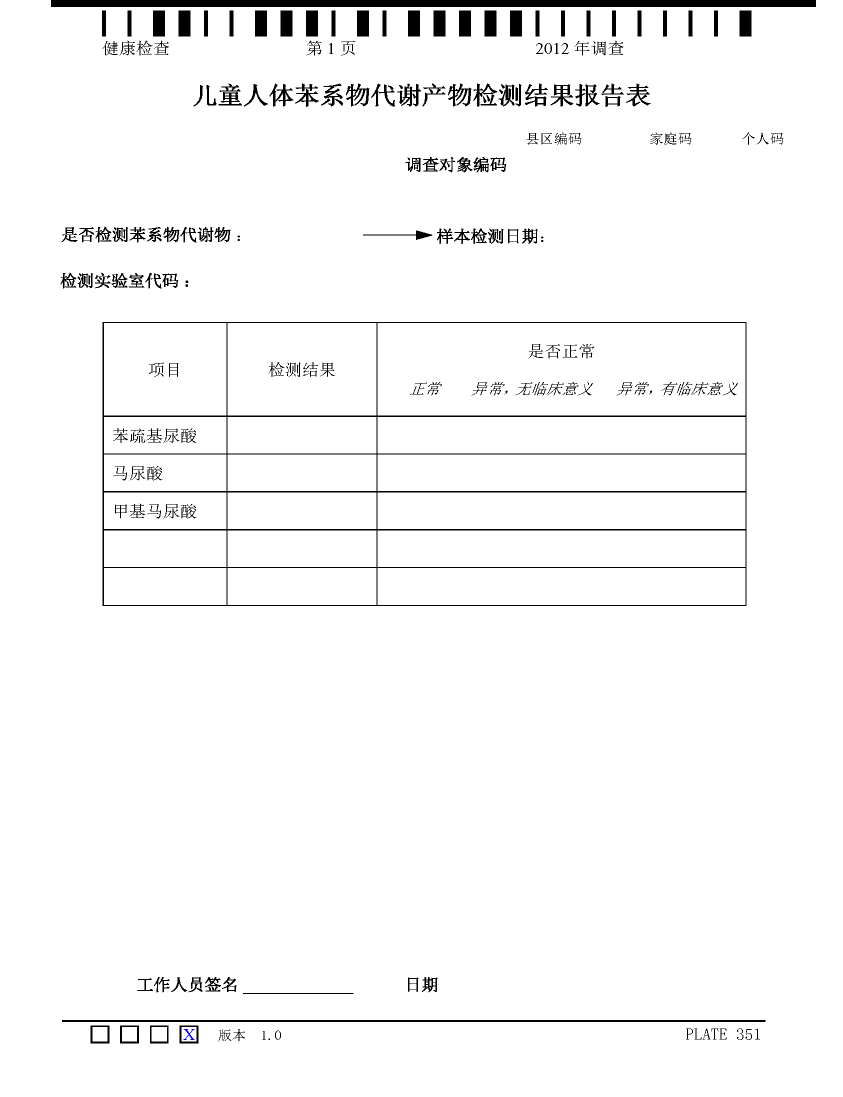 健康检查 第 1 页 2012 年调查
儿童人体苯系物代谢产物检测结果报告表
县区编码 家庭码 个人码
调查对象编码
是否检测苯系物代谢物： 样本检测日期：
检测实验室代码：
项目 检测结果 是否正常
正常 异常，无临床意义 异常，有临床意义
苯疏基尿酸
马尿酸
甲基马尿酸
工作人员签名 日期
X 版本 1.0 PLATE 351